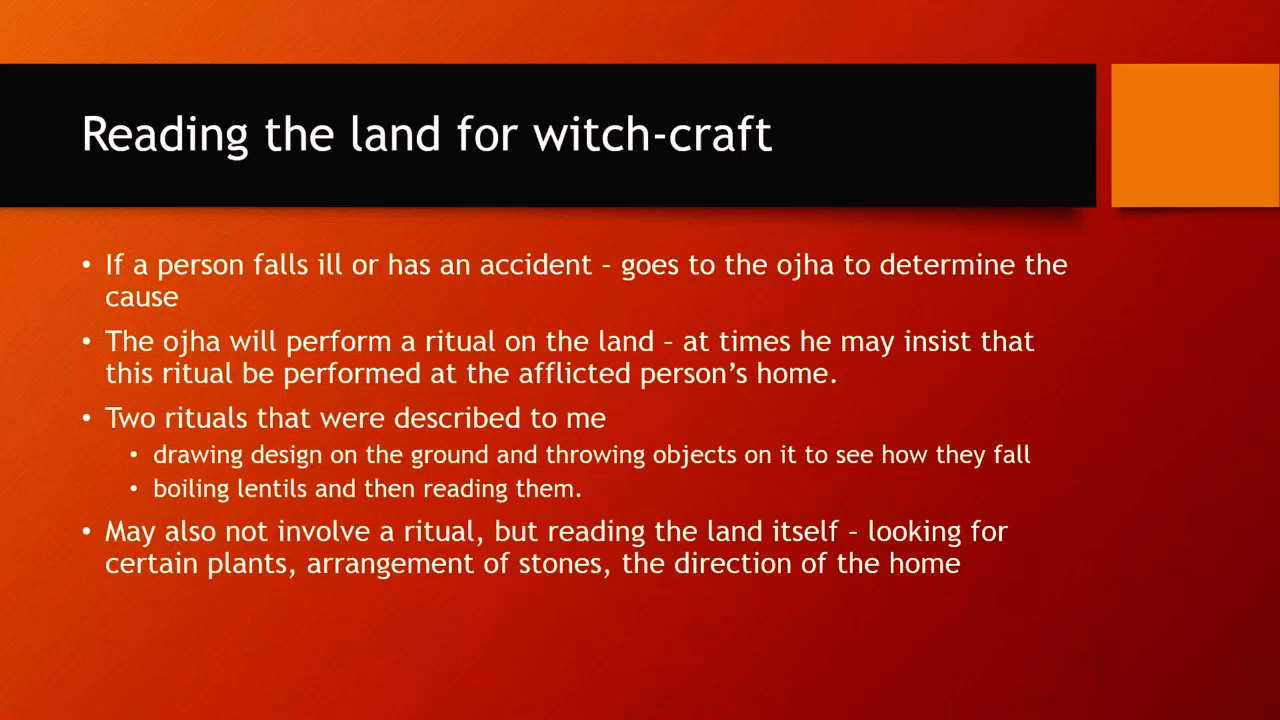 Reading the land for witch-craft
• If a person falls ill or has an accident – goes to the ojha to determine the
cause
• The ojha will perform a ritual on the land – at times he may insist that
this ritual be performed at the afflicted person’s home.
• Two rituals that were described to me
• drawing design on the ground and throwing objects on it to see how they fall
• boiling lentils and then reading them.
• May also not involve a ritual, but reading the land itself – looking for
certain plants, arrangement of stones, the direction of the home